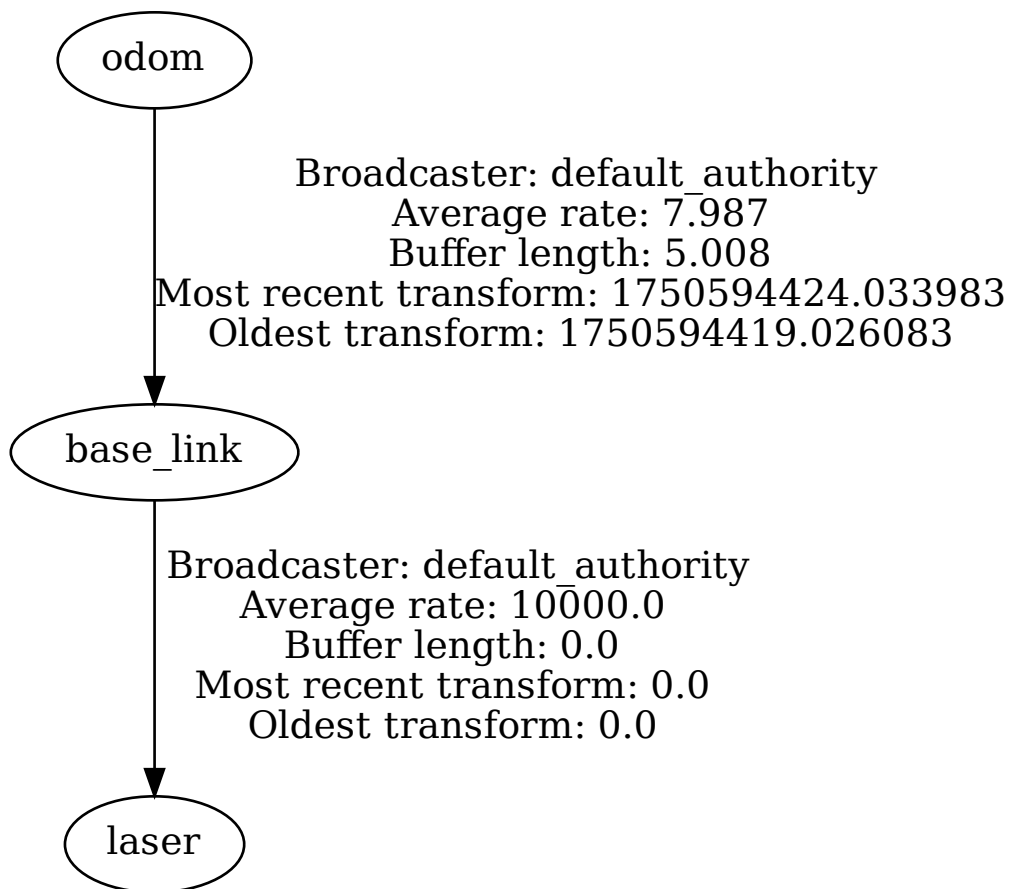 odom
Broadcaster: default_authority
Average rate: 7.987
Buffer length: 5.008
Most recent transform: 1750594424.033983
Oldest transform: 1750594419.026083
base_link
Broadcaster: default_authority
Average rate: 10000.0
Buffer length: 0.0
Most recent transform: 0.0
Oldest transform: 0.0
laser